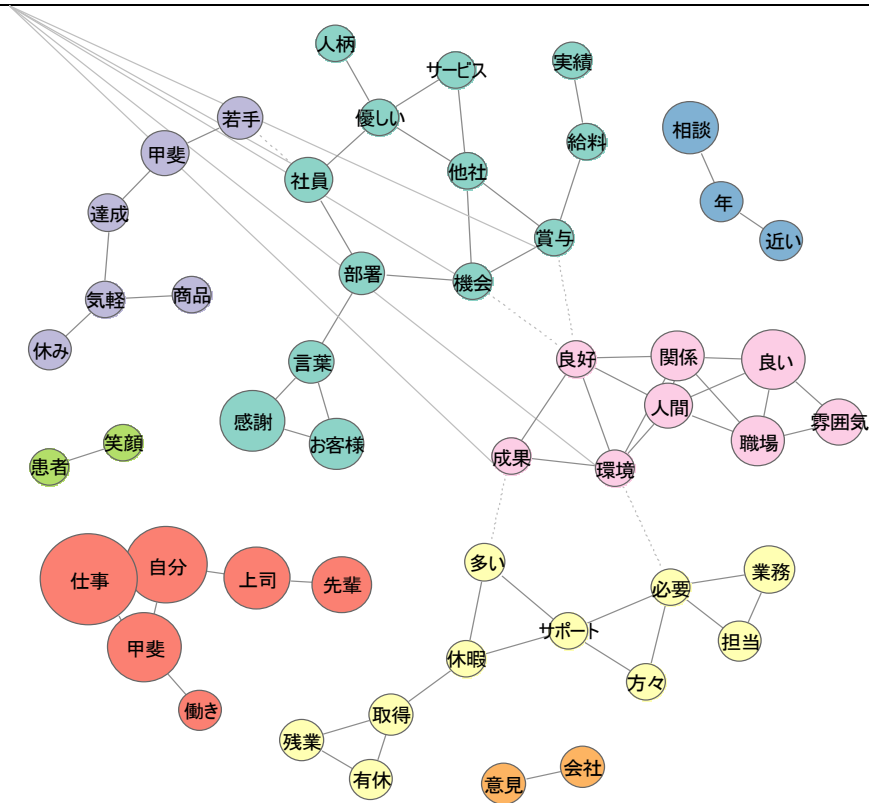 人柄
サービス
実績
優しい
若手
相談
給料
甲斐
他社
社員
年
達成
賞与
近い
部署
機会
気軽
商品
休み
言葉
良好
関係
良い
人間
感謝
お客様
職場
雰囲気
笑顔
患者
成果
環境
仕事
自分
上司
先輩
多い
必要
業務
甲斐
サポート
担当
休暇
方々
働き
取得
残業
有休
意見
会社